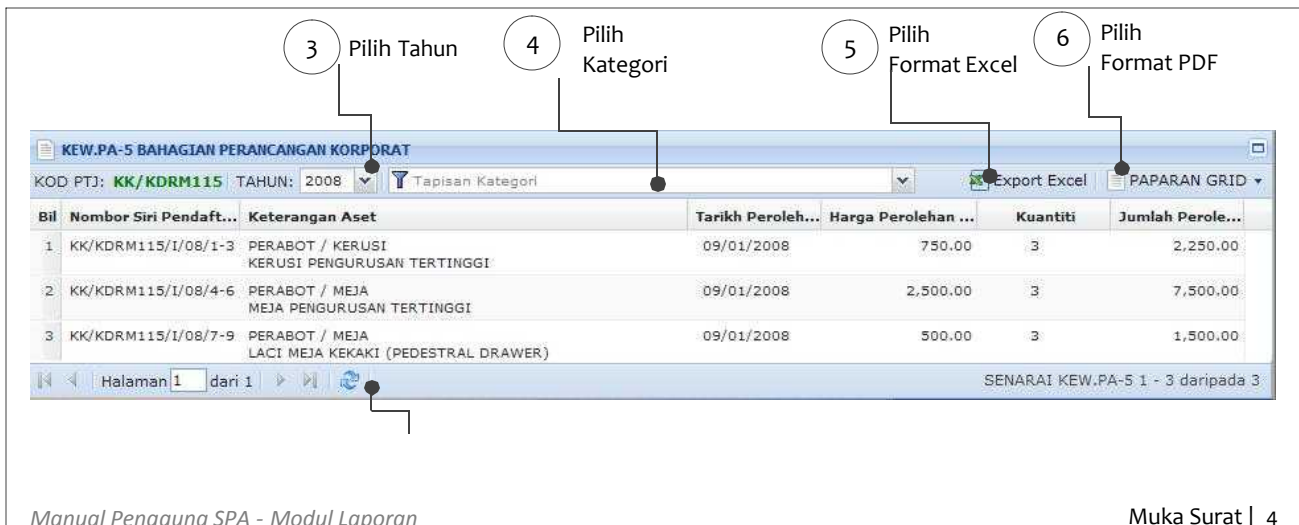 3 Pilih Tahun
4 Pilih Kategori
5 Pilih Format Excel
6 Pilih Format PDF
KEW.PA-5 BAHAGIAN PERANCANGAN KORPORAT
KOD PTJ: KK/KDRM115 TAHUN: 2008 Tapisan Kategori Export Excel PAPARAN GRID
Bil Nombor Siri Pendaft... Keterangan Aset Tarikh Peroleh... Harga Perolehan ... Kuantiti Jumlah Perole...
1 KK/KDRM115/I/08/1-3 PERABOT / KERUSI 09/01/2008 750.00 3 2,250.00
KERUSI PENGURUSAN TERTINGGI
2 KK/KDRM115/I/08/4-6 PERABOT / MEJA 09/01/2008 2,500.00 3 7,500.00
MEJA PENGURUSAN TERTINGGI
3 KK/KDRM115/I/08/7-9 PERABOT / MEJA 09/01/2008 500.00 3 1,500.00
LACI MEJA KEKAKI (PEDESTRAL DRAWER)
Halaman 1 dari 1 SENARAI KEW.PA-5 1 - 3 daripada 3
Manual Pengguna SPA - Modul Laporan Muka Surat | 4